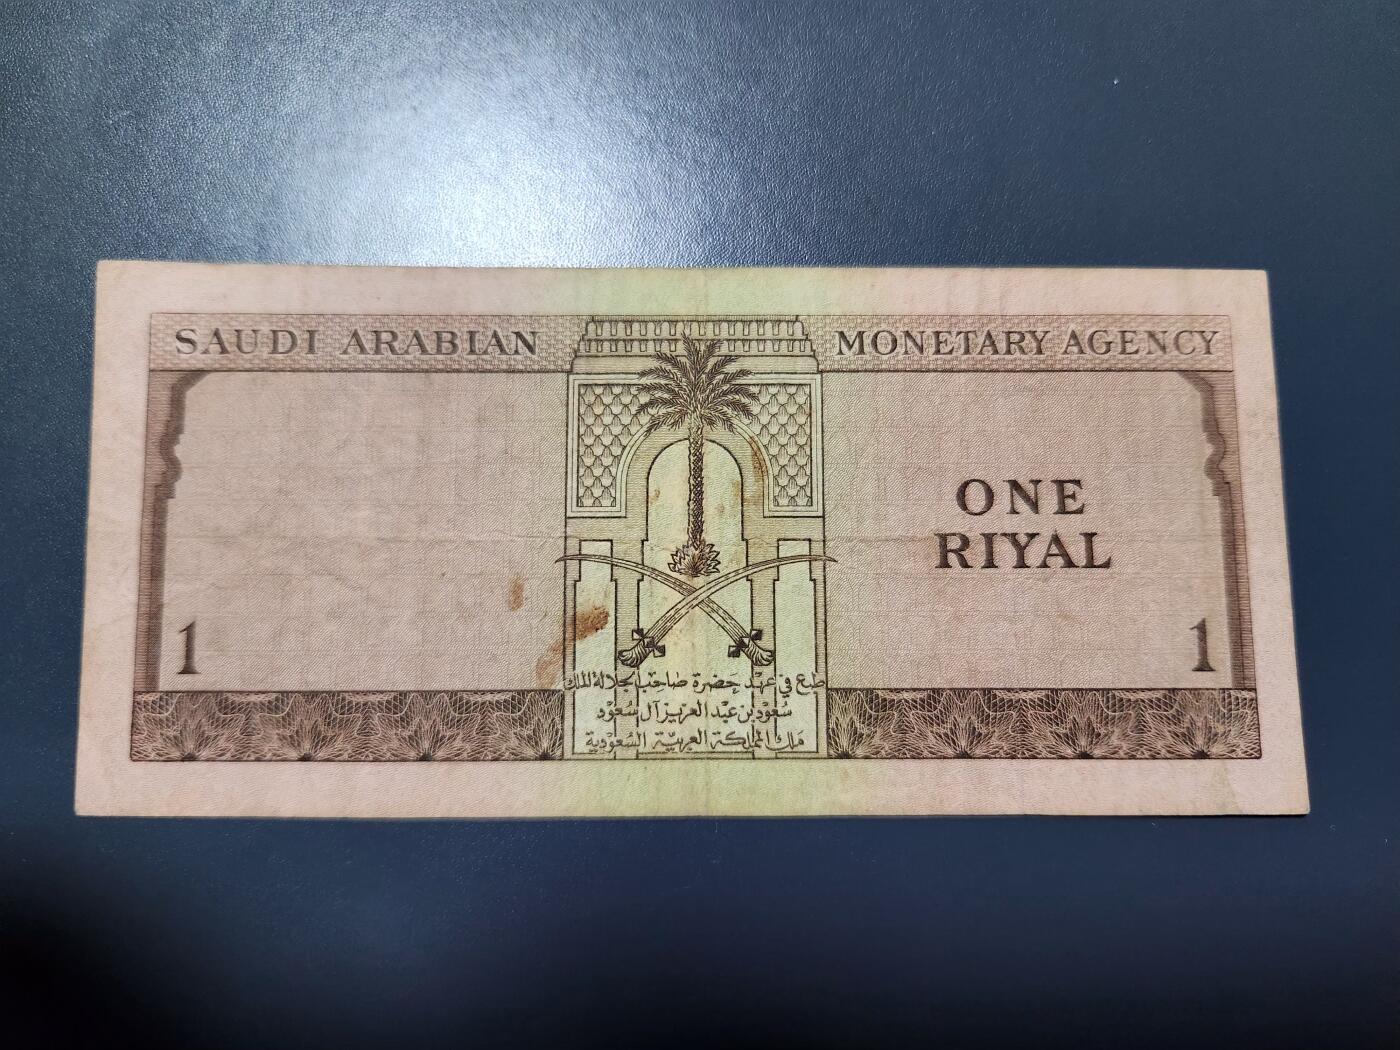 SAUDI ARABIAN MONETARY AGENCY
ONE
RIYAL
1 1
طبع في عهد حضرة صاحب الجلالة الملك
سعود بن عبد العزيز آل سعود
ملك المملكة العربية السعودية